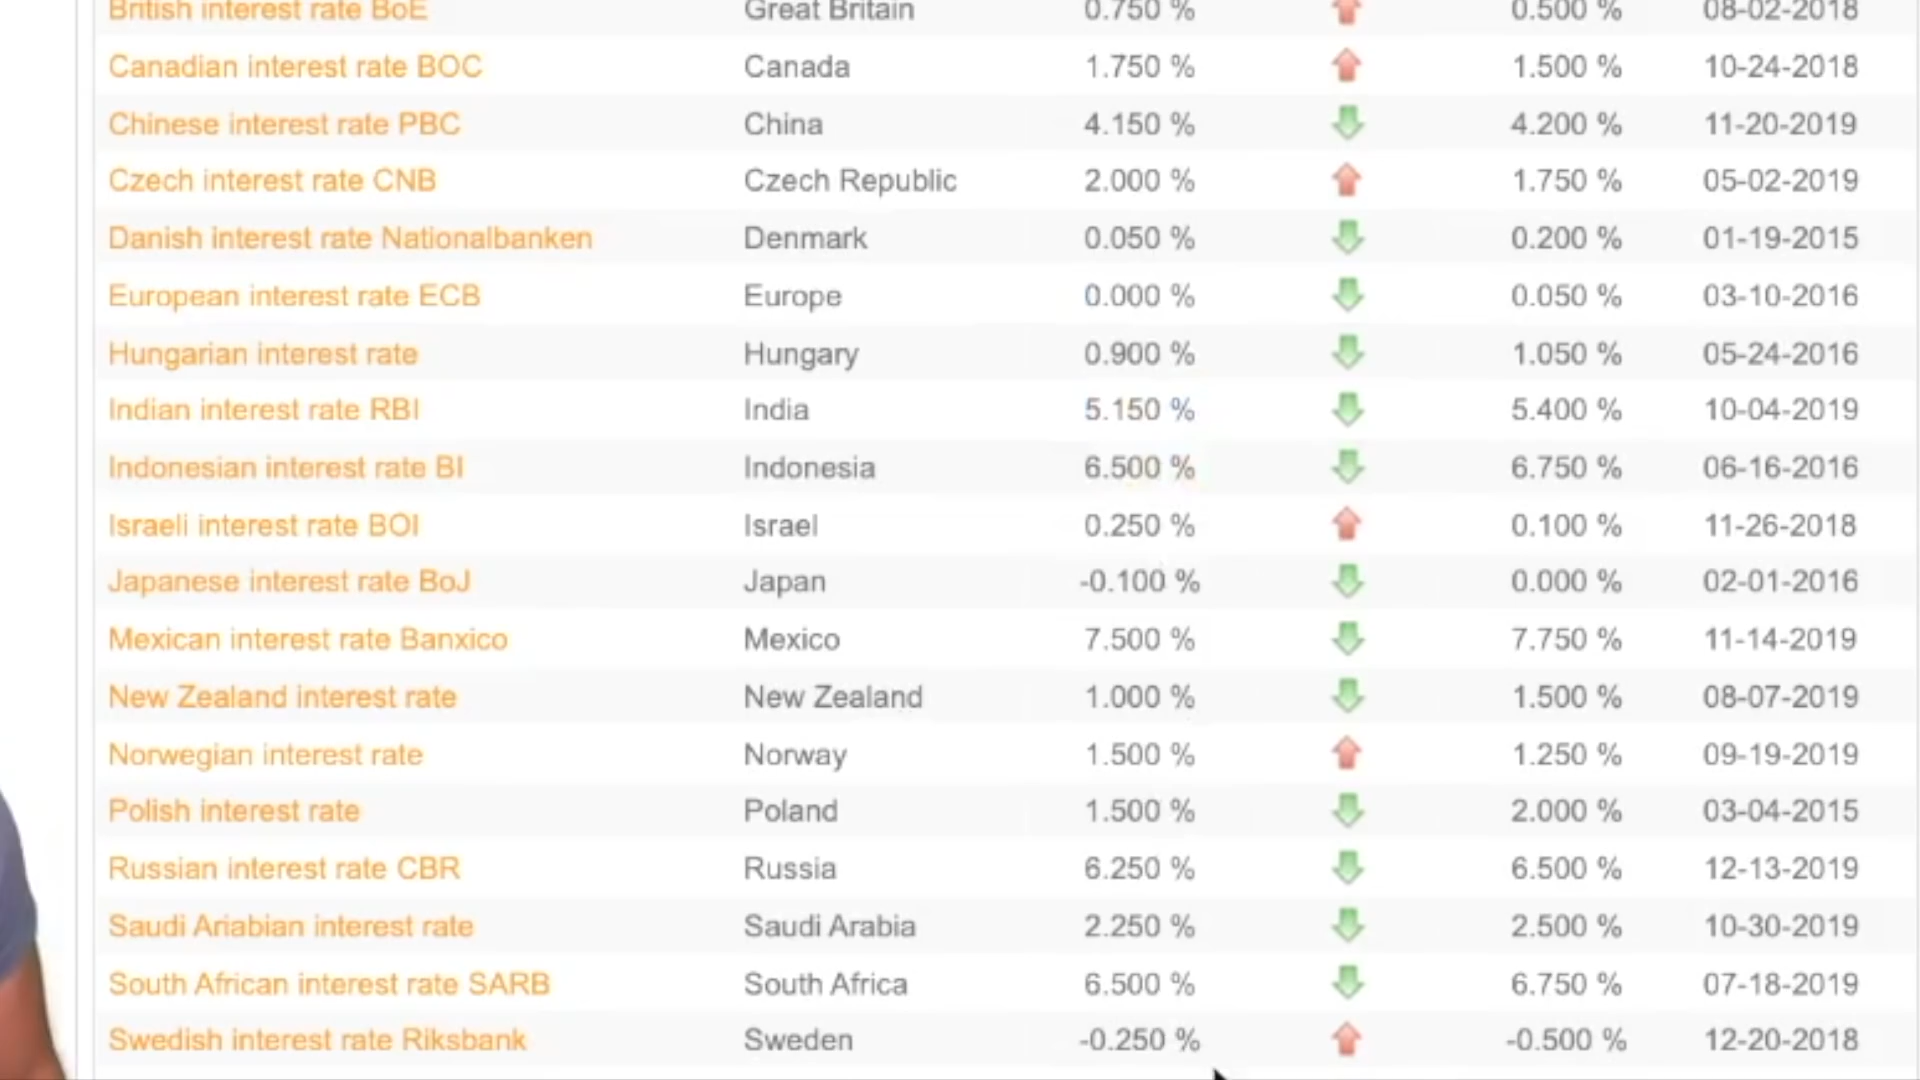 British interest rate BoE Great Britain 0.750 % 0.500 % 08-02-2018
Canadian interest rate BOC Canada 1.750 % 1.500 % 10-24-2018
Chinese interest rate PBC China 4.150 % 4.200 % 11-20-2019
Czech interest rate CNB Czech Republic 2.000 % 1.750 % 05-02-2019
Danish interest rate Nationalbanken Denmark 0.050 % 0.200 % 01-19-2015
European interest rate ECB Europe 0.000 % 0.050 % 03-10-2016
Hungarian interest rate Hungary 0.900 % 1.050 % 05-24-2016
Indian interest rate RBI India 5.150 % 5.400 % 10-04-2019
Indonesian interest rate BI Indonesia 6.500 % 6.750 % 06-16-2016
Israeli interest rate BOI Israel 0.250 % 0.100 % 11-26-2018
Japanese interest rate BoJ Japan -0.100 % 0.000 % 02-01-2016
Mexican interest rate Banxico Mexico 7.500 % 7.750 % 11-14-2019
New Zealand interest rate New Zealand 1.000 % 1.500 % 08-07-2019
Norwegian interest rate Norway 1.500 % 1.250 % 09-19-2019
Polish interest rate Poland 1.500 % 2.000 % 03-04-2015
Russian interest rate CBR Russia 6.250 % 6.500 % 12-13-2019
Saudi Ariabian interest rate Saudi Arabia 2.250 % 2.500 % 10-30-2019
South African interest rate SARB South Africa 6.500 % 6.750 % 07-18-2019
Swedish interest rate Riksbank Sweden -0.250 % -0.500 % 12-20-2018